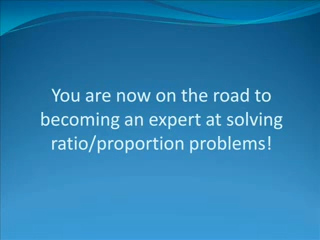 You are now on the road to
becoming an expert at solving
ratio/proportion problems!